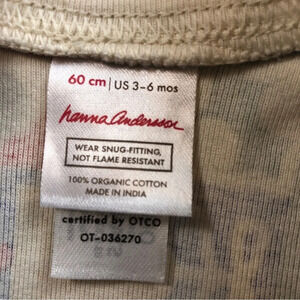 60 cm | US 3-6 mos
hanna andersson
WEAR SNUG-FITTING,
NOT FLAME RESISTANT
100% ORGANIC COTTON
MADE IN INDIA
certified by OTCO
OT-036270